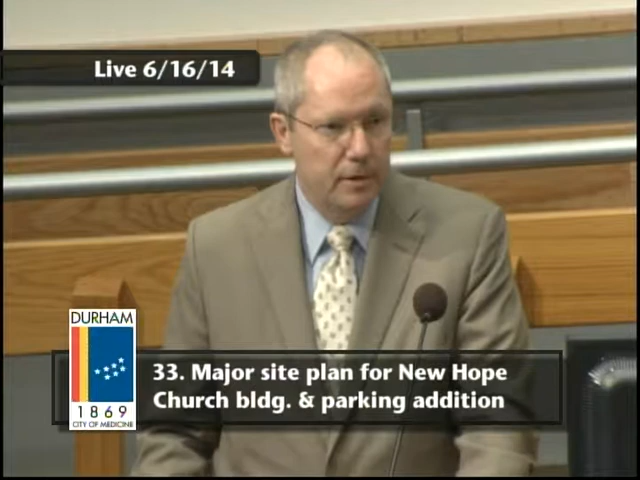 Live 6/16/14
DURHAM
1869
CITY OF MEDICINE
33. Major site plan for New Hope
Church bldg. & parking addition